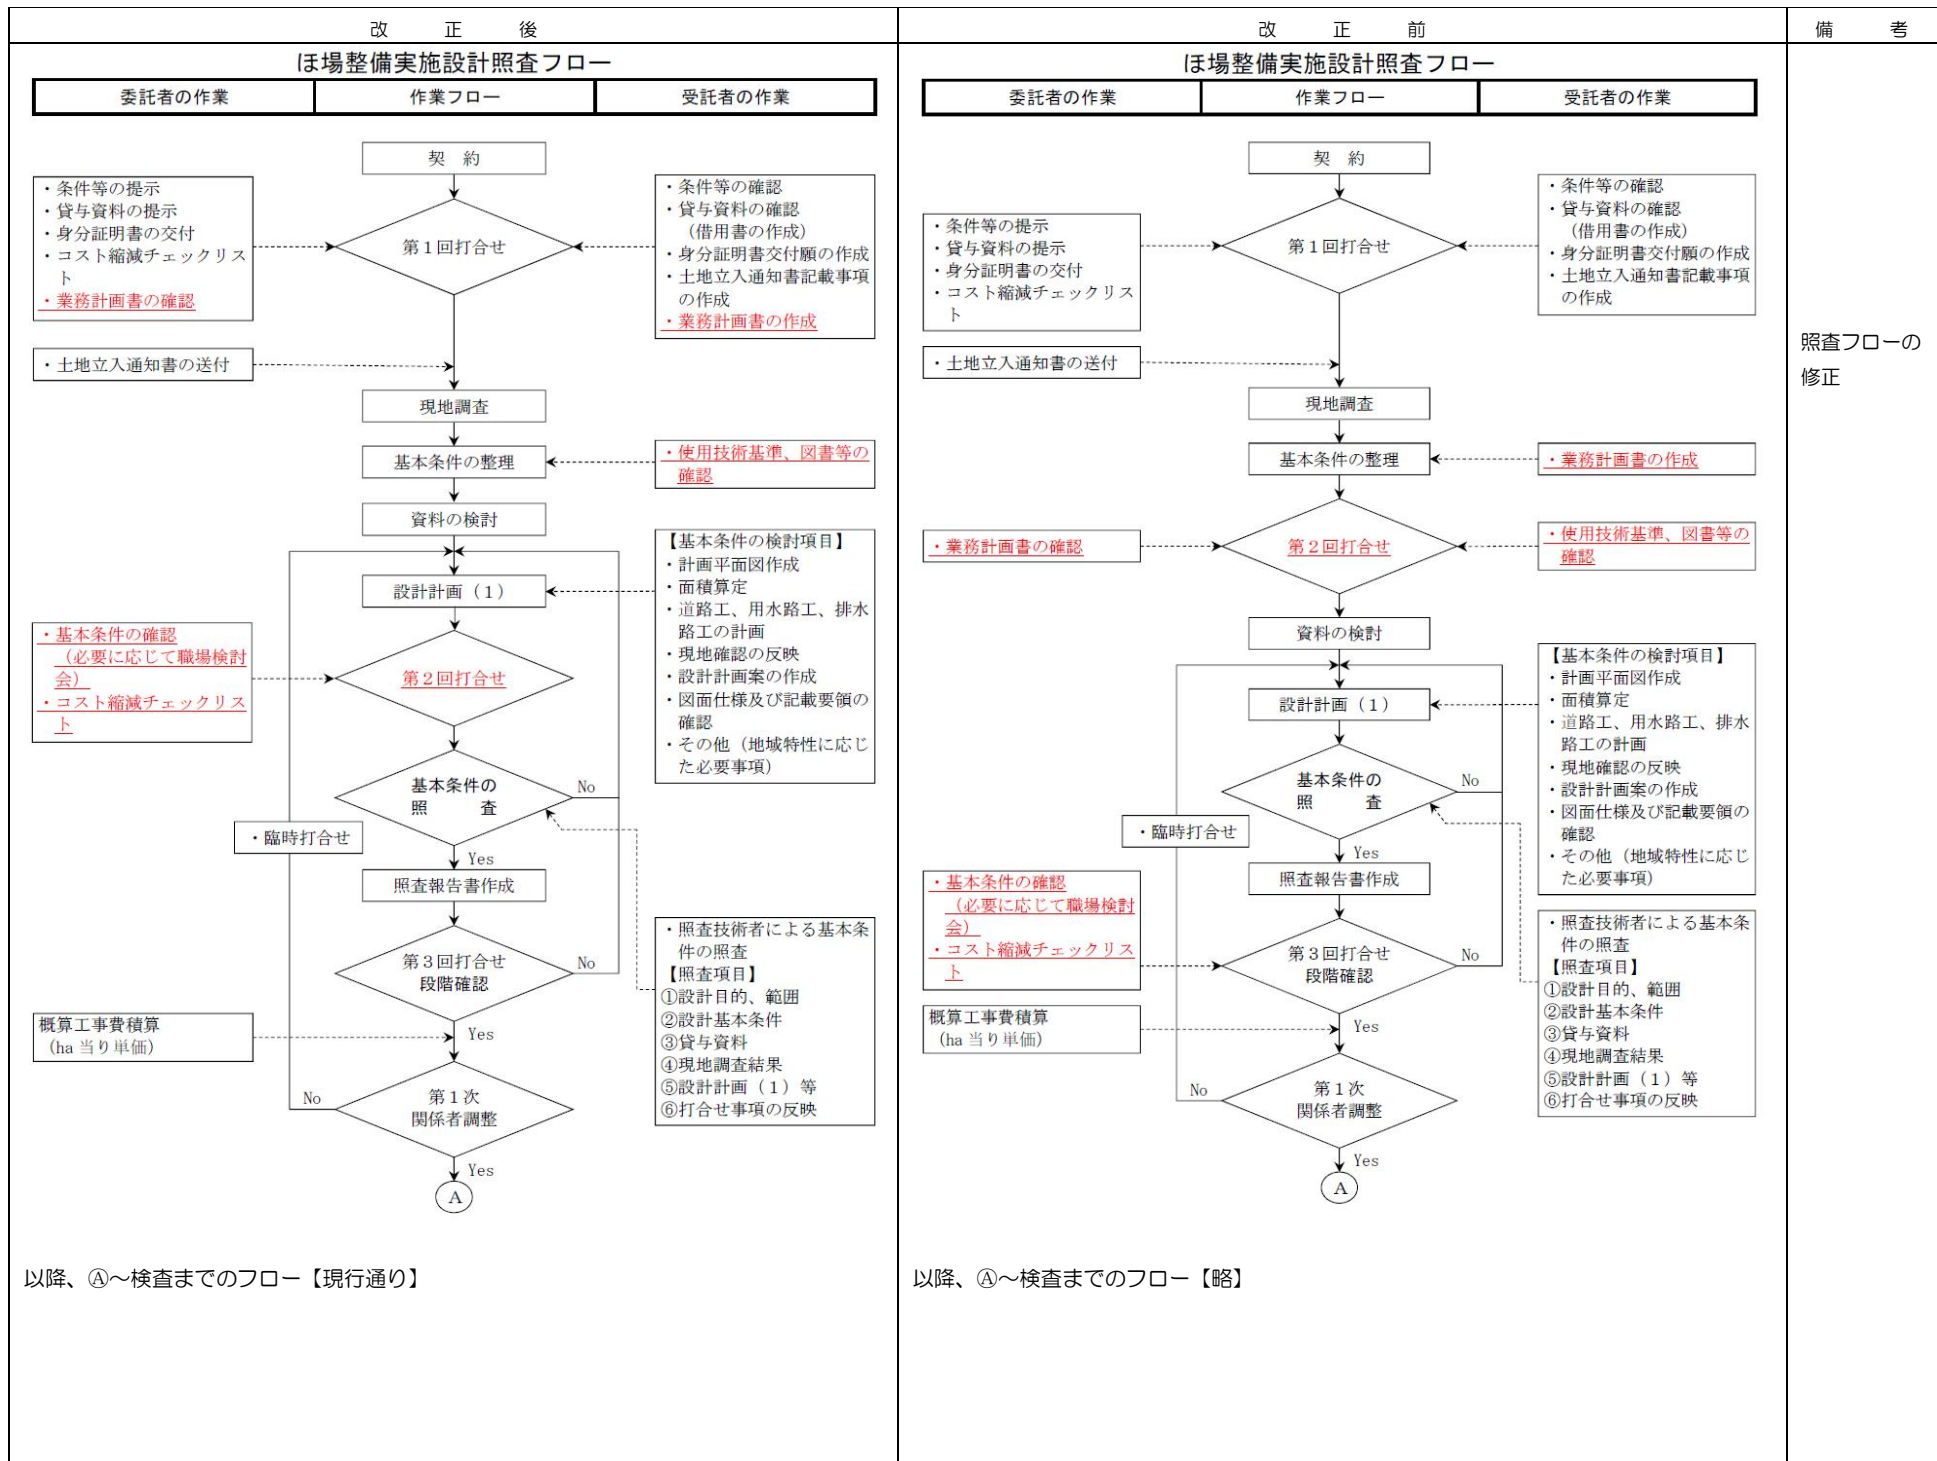 改　正　後
ほ場整備実施設計照査フロー
委託者の作業
作業フロー
受託者の作業
契　約
・条件等の提示
・貸与資料の提示
・身分証明書の交付
・コスト縮減チェックリス
ト
・業務計画書の確認
第１回打合せ
・条件等の確認
・貸与資料の確認
（借用書の作成）
・身分証明書交付願の作成
・土地立入通知書記載事項
の作成
・業務計画書の作成
・土地立入通知書の送付
現地調査
基本条件の整理
・使用技術基準、図書等の
確認
資料の検討
設計計画（１）
【基本条件の検討項目】
・計画平面図作成
・面積算定
・道路工、用水路工、排水
路工の計画
・現地確認の反映
・設計計画案の作成
・図面仕様及び記載要領の
確認
・その他（地域特性に応じ
た必要事項）
・基本条件の確認
（必要に応じて職場検討
会）
・コスト縮減チェックリス
ト
第２回打合せ
基本条件の
照　　査
No
・臨時打合せ
Yes
照査報告書作成
第３回打合せ
段階確認
No
・照査技術者による基本条
件の照査
【照査項目】
①設計目的、範囲
②設計基本条件
③貸与資料
④現地調査結果
⑤設計計画（１）等
⑥打合せ事項の反映
概算工事費積算
（ha 当り単価）
Yes
第１次
関係者調整
No
Yes
A
以降、Ⓐ～検査までのフロー【現行通り】
改　正　前
ほ場整備実施設計照査フロー
委託者の作業
作業フロー
受託者の作業
契　約
・条件等の提示
・貸与資料の提示
・身分証明書の交付
・コスト縮減チェックリス
ト
第１回打合せ
・条件等の確認
・貸与資料の確認
（借用書の作成）
・身分証明書交付願の作成
・土地立入通知書記載事項
の作成
・土地立入通知書の送付
現地調査
基本条件の整理
・業務計画書の作成
・業務計画書の確認
第２回打合せ
・使用技術基準、図書等の
確認
資料の検討
設計計画（１）
【基本条件の検討項目】
・計画平面図作成
・面積算定
・道路工、用水路工、排水
路工の計画
・現地確認の反映
・設計計画案の作成
・図面仕様及び記載要領の
確認
・その他（地域特性に応じ
た必要事項）
基本条件の
照　　査
No
・臨時打合せ
Yes
照査報告書作成
・基本条件の確認
（必要に応じて職場検討
会）
・コスト縮減チェックリス
ト
第３回打合せ
段階確認
No
・照査技術者による基本条
件の照査
【照査項目】
①設計目的、範囲
②設計基本条件
③貸与資料
④現地調査結果
⑤設計計画（１）等
⑥打合せ事項の反映
概算工事費積算
（ha 当り単価）
Yes
第１次
関係者調整
No
Yes
A
以降、Ⓐ～検査までのフロー【略】
備　考
照査フローの
修正